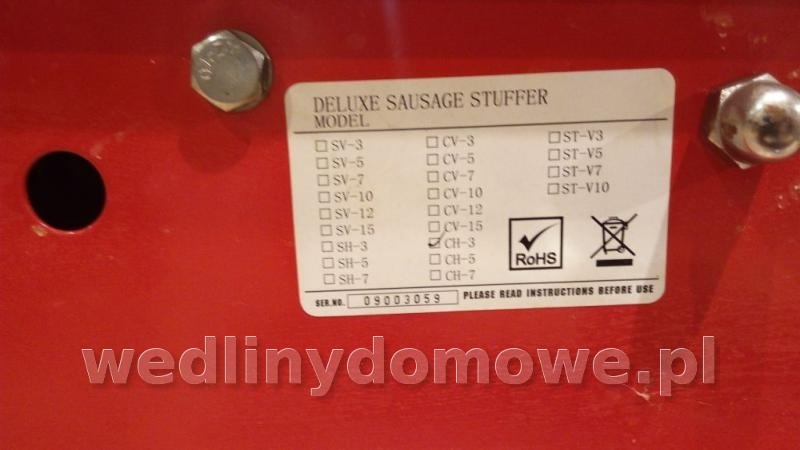 DELUXE SAUSAGE STUFFER
MODEL
SV-3
SV-5
SV-7
SV-10
SV-12
SV-15
SH-3
SH-5
SH-7
CV-3
CV-5
CV-7
CV-10
CV-12
CV-15
CH-3
CH-5
CH-7
ST-V3
ST-V5
ST-V7
ST-V10
RoHS
SER.NO. 09003059 PLEASE READ INSTRUCTIONS BEFORE USE
wedlinydomowe.pl